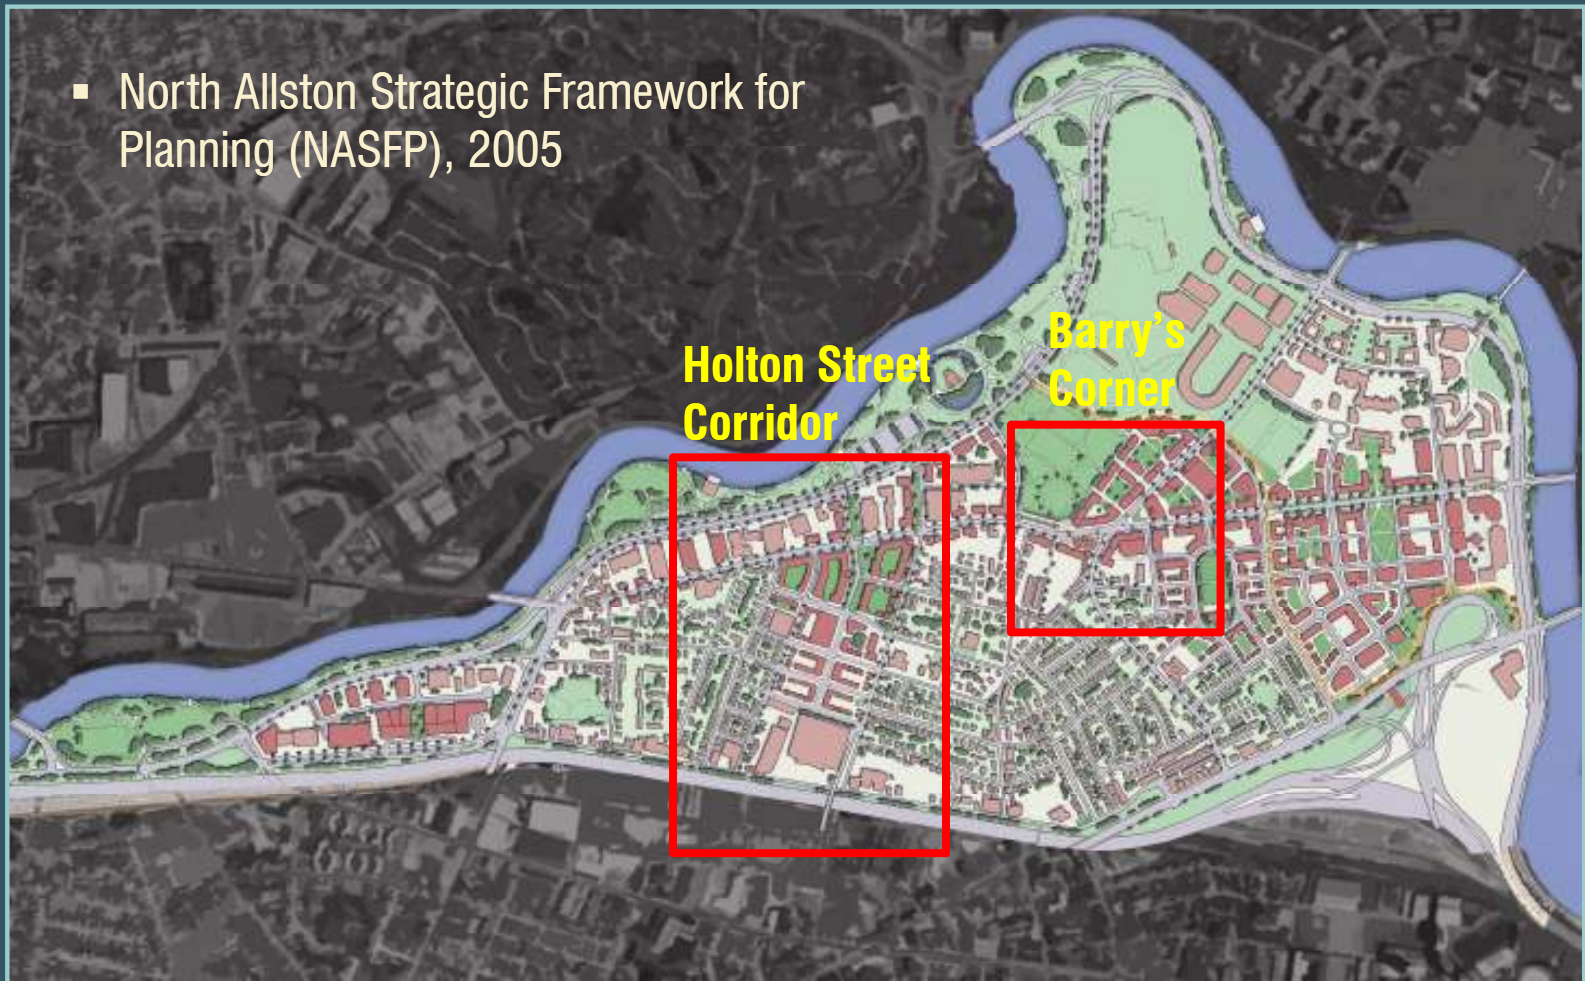 ▪ North Allston Strategic Framework for
Planning (NASFP), 2005
Holton Street
Corridor
Barry's
Corner